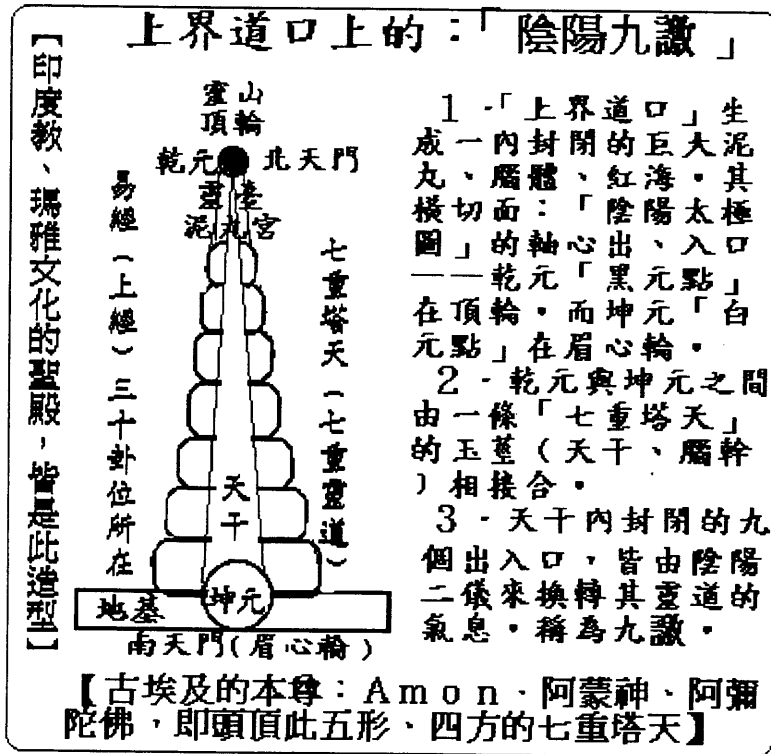 上界道口上的：「陰陽九讖」
【印度教、瑪雅文化的聖殿，皆是此造型】
易經（上經）三十卦位所在
靈山
頂輪
乾元
北天門
靈臺
泥丸宮
七重塔天（七重靈道）
天
干
坤元
地基
南天門（眉心輪）
1．「上界道口」生
成一內封閉的巨大泥
丸、腦體、紅海。其
橫切面：「陰陽太極
圖」的軸心出、入口
——乾元「黑元點」
在頂輪。而坤元「白
元點」在眉心輪。
2．乾元與坤元之間
由一條「七重塔天」
的玉莖（天干、腦幹
）相接合。
3．天干內封閉的九
個出入口，皆由陰陽
二儀來換轉其靈道的
氣息。稱為九讖。
【古埃及的本尊：Amon、阿蒙神、阿彌
陀佛，即頭頂此五形、四方的七重塔天】